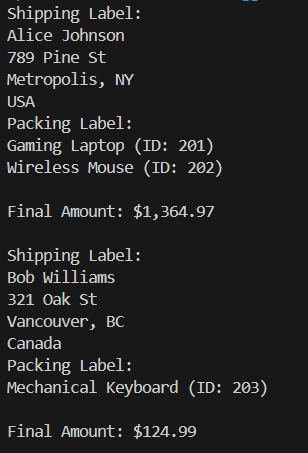 Shipping Label:
Alice Johnson
789 Pine St
Metropolis, NY
USA
Packing Label:
Gaming Laptop (ID: 201)
Wireless Mouse (ID: 202)

Final Amount: $1,364.97

Shipping Label:
Bob Williams
321 Oak St
Vancouver, BC
Canada
Packing Label:
Mechanical Keyboard (ID: 203)

Final Amount: $124.99